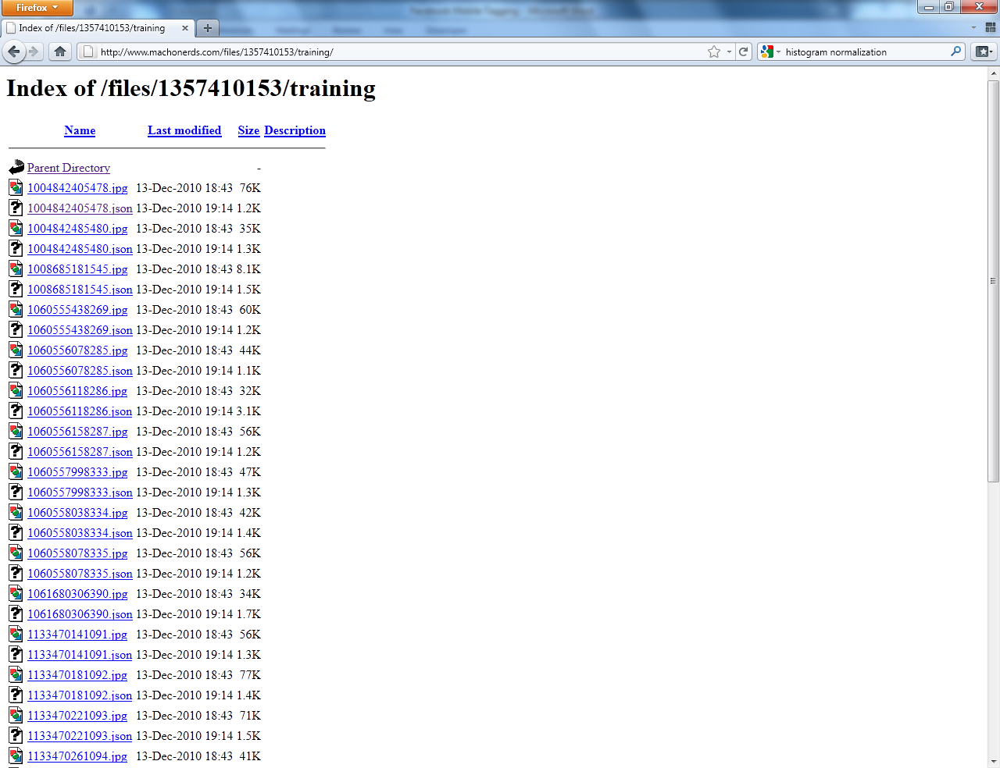 Facebook Mobile Tagging - Microsoft Word
Firefox
Index of /files/1357410153/training
Mailings Review View Developer
http://www.machonerds.com/files/1357410153/training/
histogram normalization
Index of /files/1357410153/training
Name Last modified Size Description
Parent Directory -
1004842405478.jpg 13-Dec-2010 18:43 76K
1004842405478.json 13-Dec-2010 19:14 1.2K
1004842485480.jpg 13-Dec-2010 18:43 35K
1004842485480.json 13-Dec-2010 19:14 1.3K
1008685181545.jpg 13-Dec-2010 18:43 8.1K
1008685181545.json 13-Dec-2010 19:14 1.5K
1060555438269.jpg 13-Dec-2010 18:43 60K
1060555438269.json 13-Dec-2010 19:14 1.2K
1060556078285.jpg 13-Dec-2010 18:43 44K
1060556078285.json 13-Dec-2010 19:14 1.1K
1060556118286.jpg 13-Dec-2010 18:43 32K
1060556118286.json 13-Dec-2010 19:14 3.1K
1060556158287.jpg 13-Dec-2010 18:43 56K
1060556158287.json 13-Dec-2010 19:14 1.2K
1060557998333.jpg 13-Dec-2010 18:43 47K
1060557998333.json 13-Dec-2010 19:14 1.3K
1060558038334.jpg 13-Dec-2010 18:43 42K
1060558038334.json 13-Dec-2010 19:14 1.4K
1060558078335.jpg 13-Dec-2010 18:43 56K
1060558078335.json 13-Dec-2010 19:14 1.2K
1061680306390.jpg 13-Dec-2010 18:43 34K
1061680306390.json 13-Dec-2010 19:14 1.7K
1133470141091.jpg 13-Dec-2010 18:43 56K
1133470141091.json 13-Dec-2010 19:14 1.3K
1133470181092.jpg 13-Dec-2010 18:43 77K
1133470181092.json 13-Dec-2010 19:14 1.4K
1133470221093.jpg 13-Dec-2010 18:43 71K
1133470221093.json 13-Dec-2010 19:14 1.5K
1133470261094.jpg 13-Dec-2010 18:43 41K